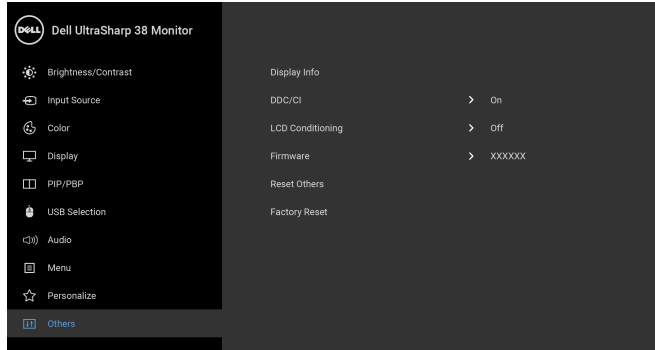 DELL Dell UltraSharp 38 Monitor
Brightness/Contrast
Input Source
Color
Display
PIP/PBP
USB Selection
Audio
Menu
Personalize
Others
Display Info
DDC/CI > On
LCD Conditioning > Off
Firmware > XXXXXX
Reset Others
Factory Reset